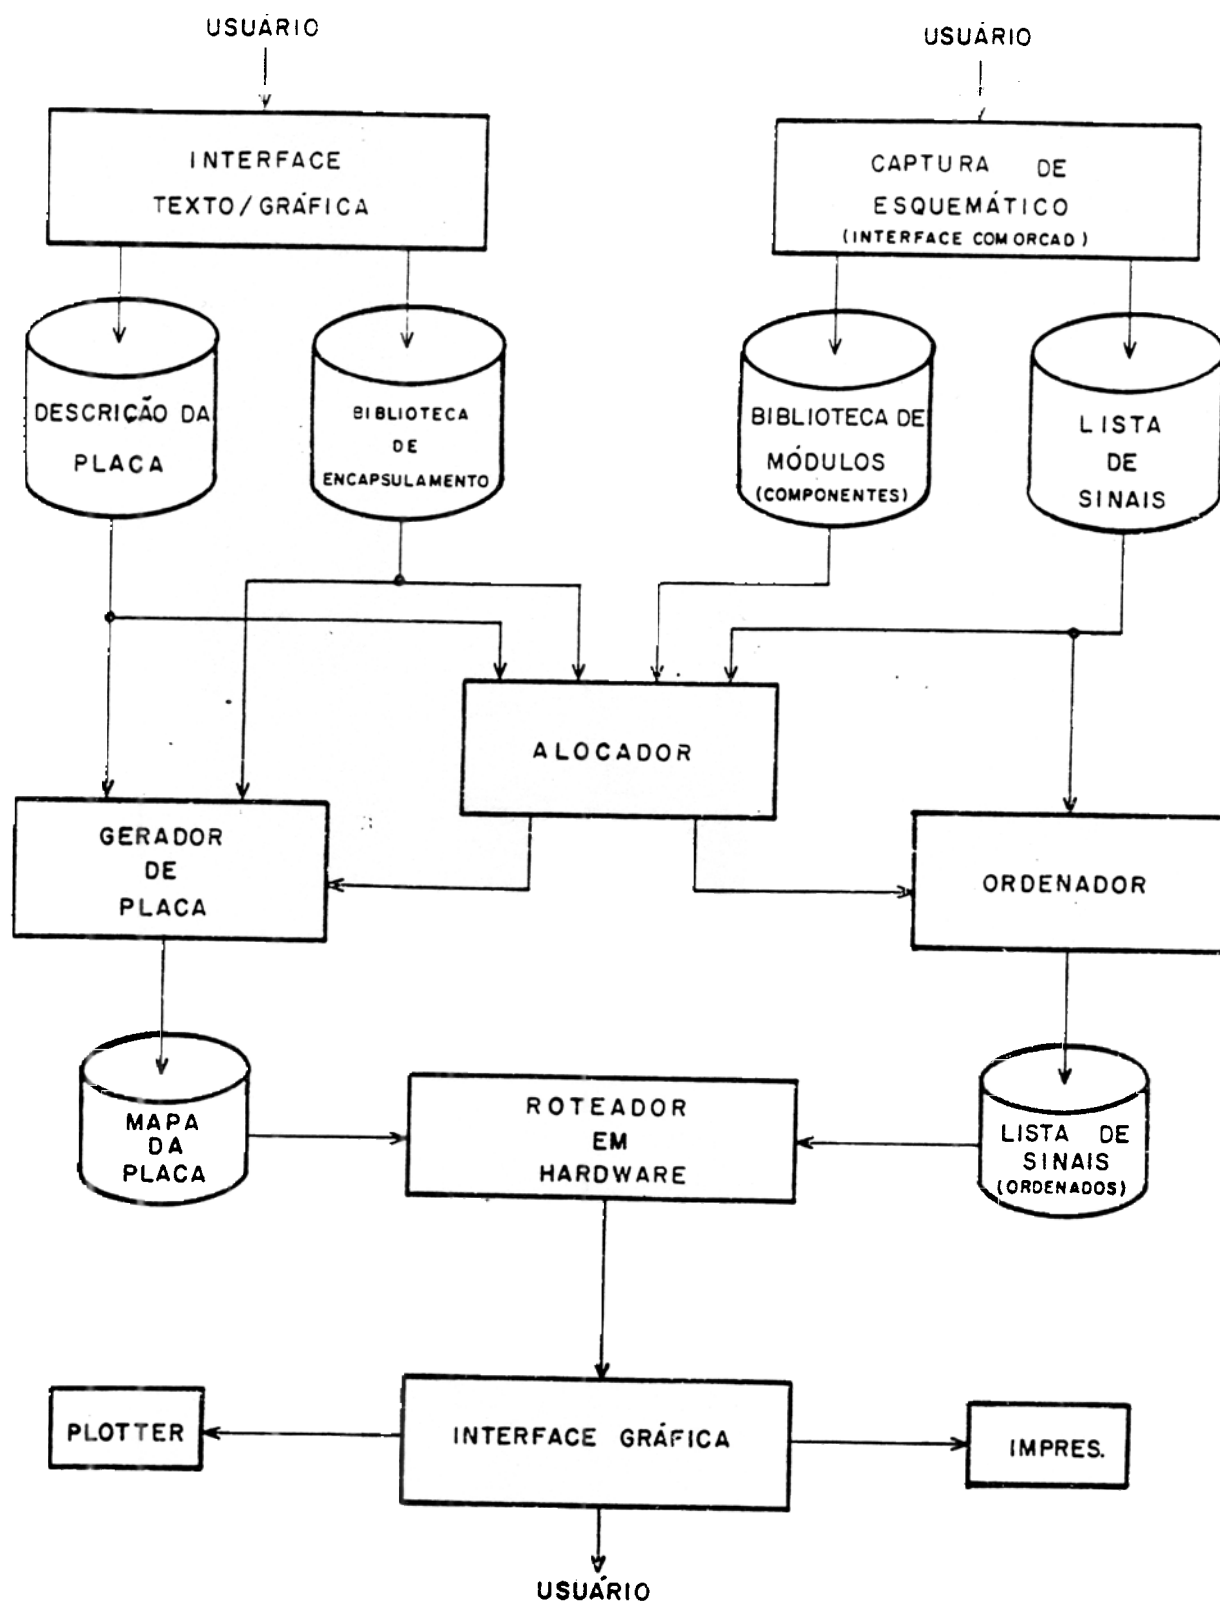 USUÁRIO
USUÁRIO
INTERFACE
TEXTO/GRÁFICA
CAPTURA DE
ESQUEMÁTICO
(INTERFACE COM ORCAD)
DESCRIÇÃO DA
PLACA
BIBLIOTECA
DE
ENCAPSULAMENTO
BIBLIOTECA DE
MÓDULOS
(COMPONENTES)
LISTA
DE
SINAIS
ALOCADOR
GERADOR
DE
PLACA
ORDENADOR
MAPA
DA
PLACA
ROTEADOR
EM
HARDWARE
LISTA DE
SINAIS
(ORDENADOS)
PLOTTER
INTERFACE GRÁFICA
IMPRES.
USUÁRIO